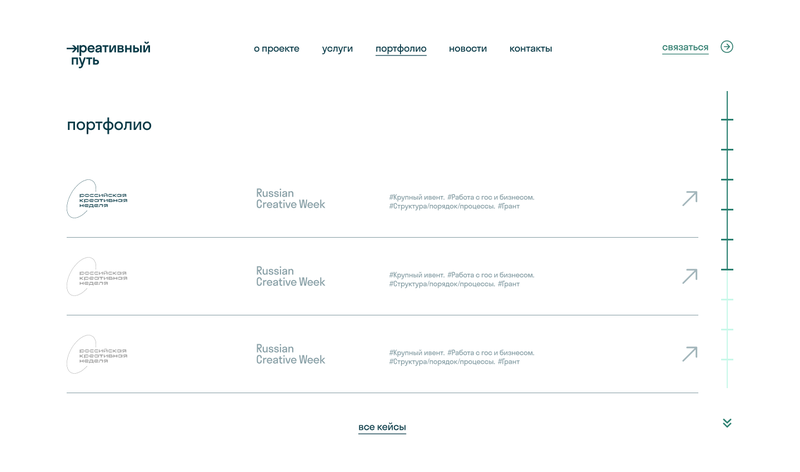 креативный
путь
о проекте услуги портфолио новости контакты
связаться
портфолио
российская
креативная
неделя
Russian
Creative Week
#Крупный ивент. #Работа с гос и бизнесом.
#Структура/порядок/процессы. #Грант
российская
креативная
неделя
Russian
Creative Week
#Крупный ивент. #Работа с гос и бизнесом.
#Структура/порядок/процессы. #Грант
российская
креативная
неделя
Russian
Creative Week
#Крупный ивент. #Работа с гос и бизнесом.
#Структура/порядок/процессы. #Грант
все кейсы